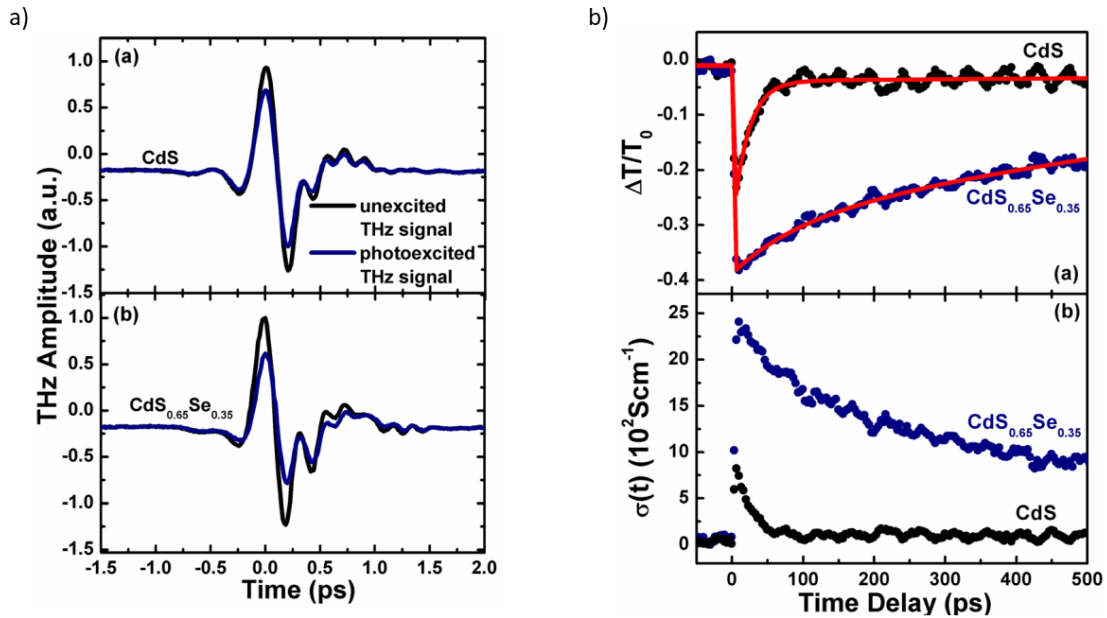 a)
(a)
1.0
0.5
0.0
-0.5
-1.0
-1.5
CdS
unexcited
THz signal
photoexcited
THz signal
(b)
1.0
0.5
0.0
-0.5
-1.0
-1.5
CdS0.65Se0.35
THz Amplitude (a.u.)
-1.5 -1.0 -0.5 0.0 0.5 1.0 1.5 2.0
Time (ps)
b)
0.0
-0.1
-0.2
-0.3
-0.4
ΔT/T0
CdS
CdS0.65Se0.35
(a)
25
20
15
10
5
0
σ(t) (10²Scm⁻¹)
(b)
CdS0.65Se0.35
CdS
0 100 200 300 400 500
Time Delay (ps)